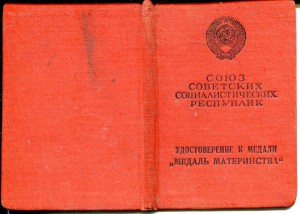 СОЮЗ
СОВЕТСКИХ
СОЦИАЛИСТИЧЕСКИХ
РЕСПУБЛИК
УДОСТОВЕРЕНИЕ К МЕДАЛИ
„МЕДАЛЬ МАТЕРИНСТВА“